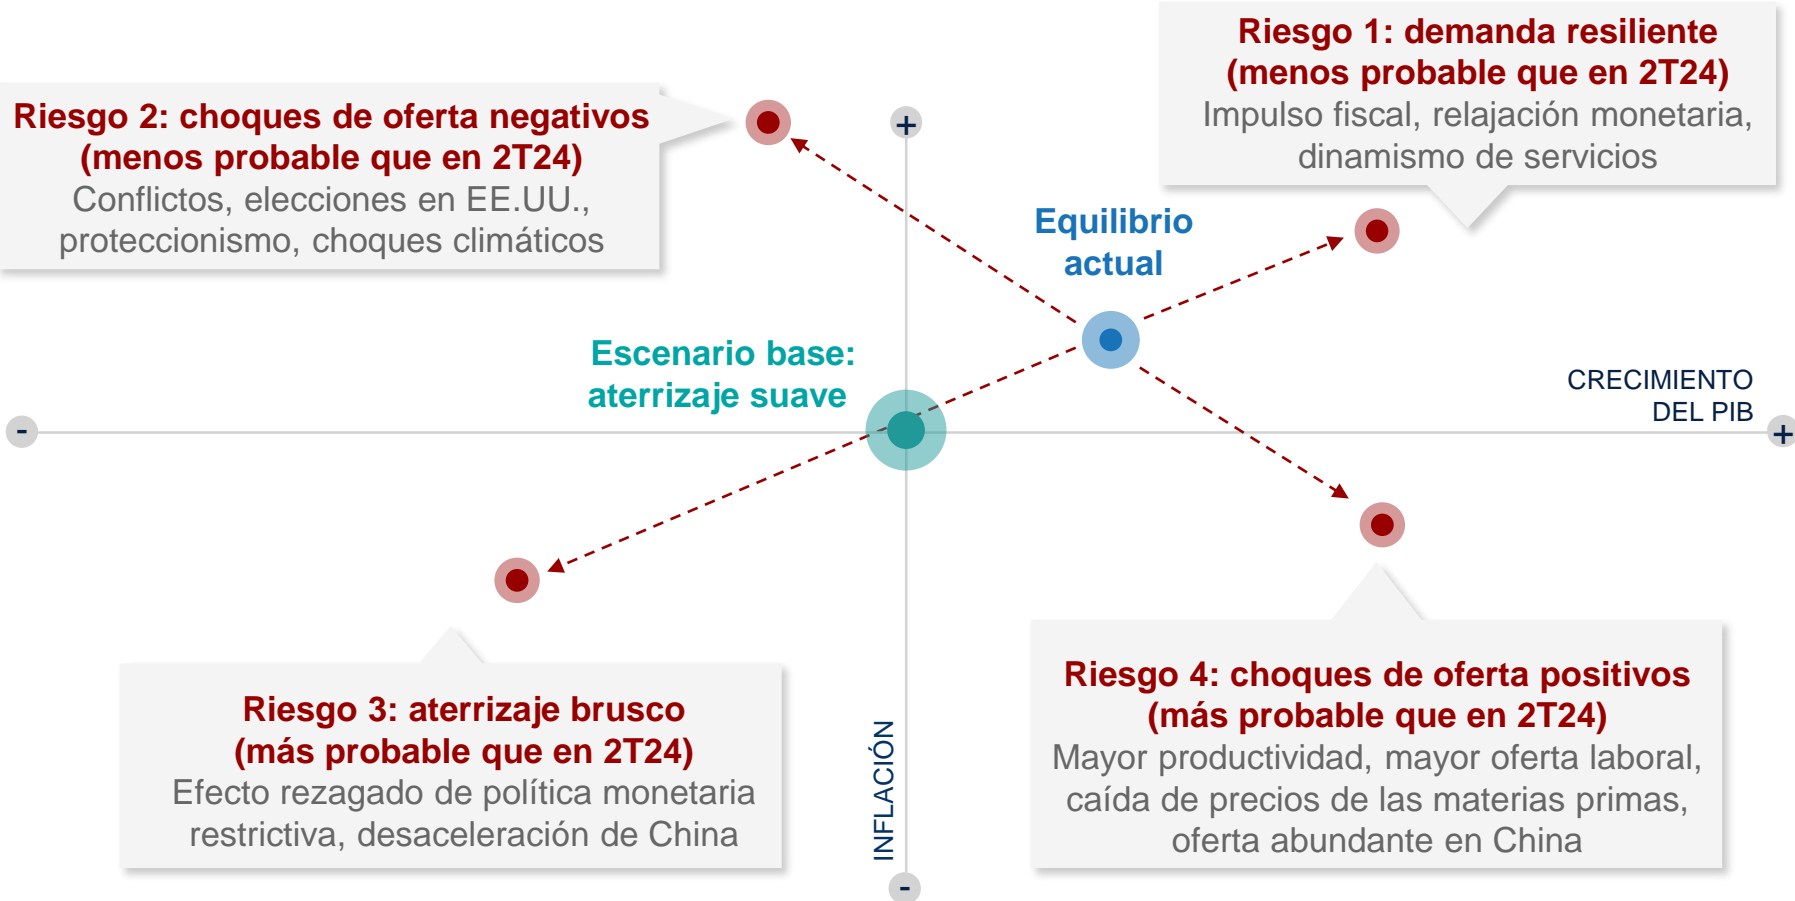 Riesgo 1: demanda resiliente
(menos probable que en 2T24)
Impulso fiscal, relajación monetaria,
dinamismo de servicios
Riesgo 2: choques de oferta negativos
(menos probable que en 2T24)
Conflictos, elecciones en EE.UU.,
proteccionismo, choques climáticos
+
Equilibrio
actual
Escenario base:
aterrizaje suave
CRECIMIENTO
DEL PIB
-
+
Riesgo 3: aterrizaje brusco
(más probable que en 2T24)
Efecto rezagado de política monetaria
restrictiva, desaceleración de China
INFLACIÓN
-
Riesgo 4: choques de oferta positivos
(más probable que en 2T24)
Mayor productividad, mayor oferta laboral,
caída de precios de las materias primas,
oferta abundante en China